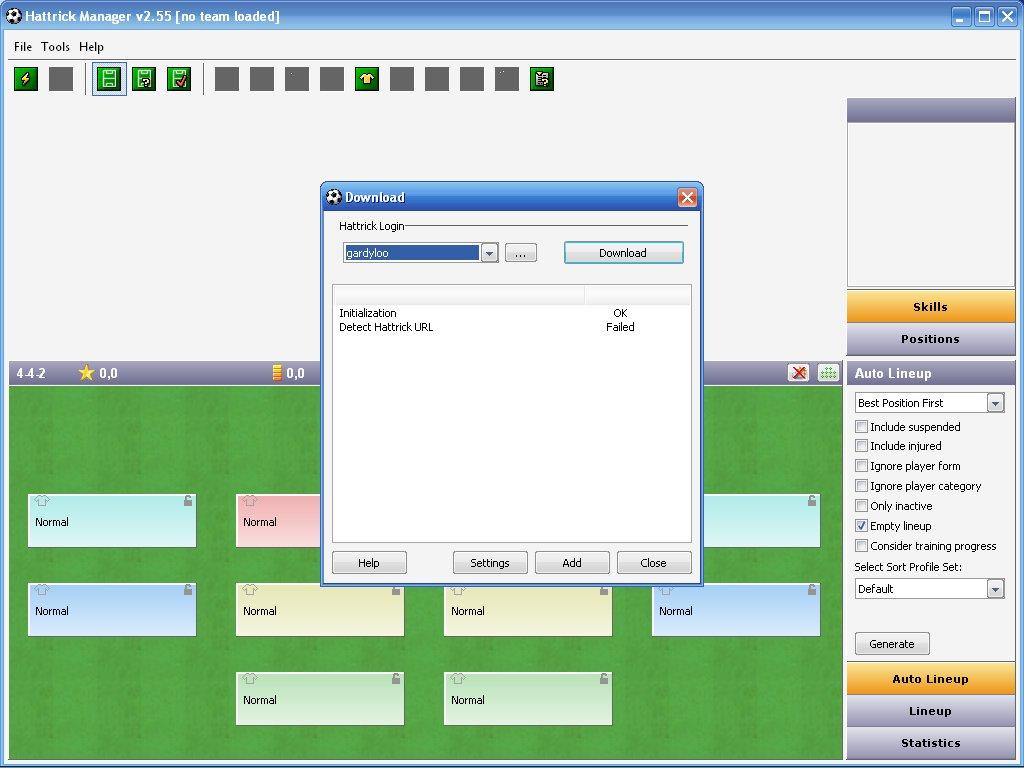 Hattrick Manager v2.55 [no team loaded]
File Tools Help
Download
Hattrick Login
gardyloo
...
Download
Initialization OK
Detect Hattrick URL Failed
Help
Settings
Add
Close
Skills
Positions
4-4-2
0,0
0,0
Auto Lineup
Best Position First
Include suspended
Include injured
Ignore player form
Ignore player category
Only inactive
Empty lineup
Consider training progress
Select Sort Profile Set:
Default
Generate
Auto Lineup
Lineup
Statistics
Normal
Normal
Normal
Normal
Normal
Normal
Normal
Normal